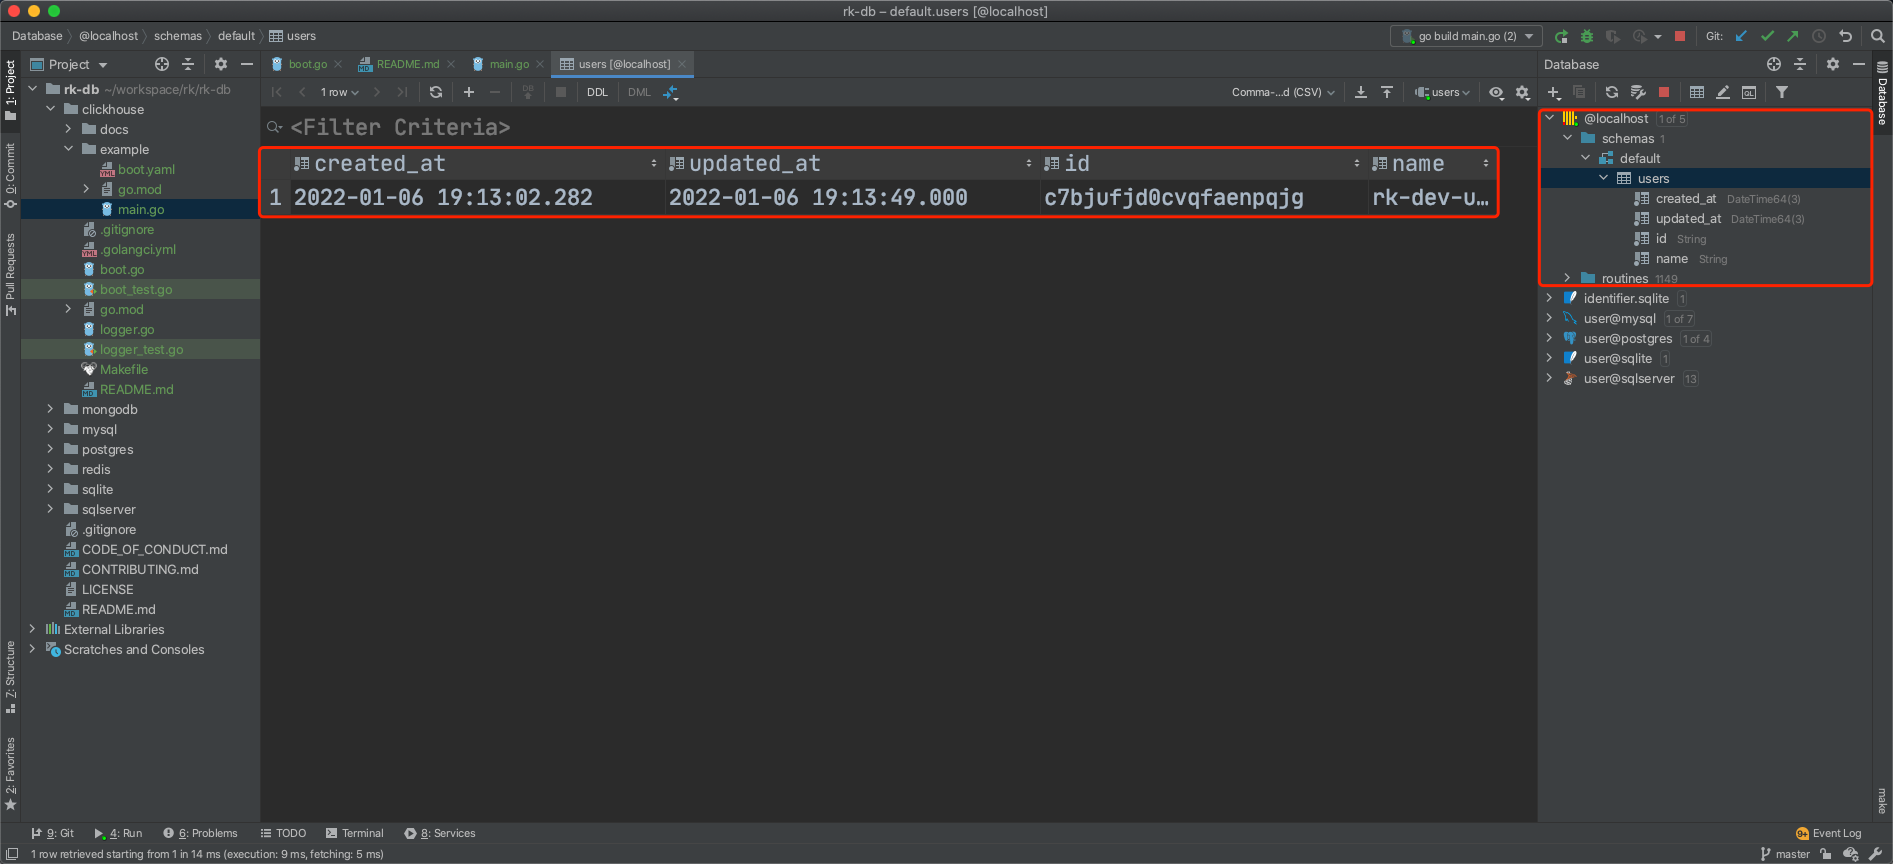 rk-db – default.users [@localhost]
Database
@localhost
schemas
default
users
go build main.go (2)
Git:
Project
boot.go
README.md
main.go
users [@localhost]
Database
1 row
DDL
DML
Comma-...d (CSV)
users
<Filter Criteria>
created_at
updated_at
id
name
1
2022-01-06 19:13:02.282
2022-01-06 19:13:49.000
c7bjufjd0cvqfaenpqjg
rk-dev-u...
rk-db ~/workspace/rk/rk-db
clickhouse
docs
example
boot.yaml
go.mod
main.go
.gitignore
.golangci.yml
boot.go
boot_test.go
go.mod
logger.go
logger_test.go
Makefile
README.md
mongodb
mysql
postgres
redis
sqlite
sqlserver
.gitignore
CODE_OF_CONDUCT.md
CONTRIBUTING.md
LICENSE
README.md
External Libraries
Scratches and Consoles
@localhost 1 of 5
schemas 1
default
users
created_at DateTime64(3)
updated_at DateTime64(3)
id String
name String
routines 1149
identifier.sqlite 1
user@mysql 1 of 7
user@postgres 1 of 4
user@sqlite 1
user@sqlserver 13
1: Project
0: Commit
Pull Requests
Z: Structure
2: Favorites
Database
make
9: Git
4: Run
6: Problems
TODO
Terminal
8: Services
9+ Event Log
1 row retrieved starting from 1 in 14 ms (execution: 9 ms, fetching: 5 ms)
master